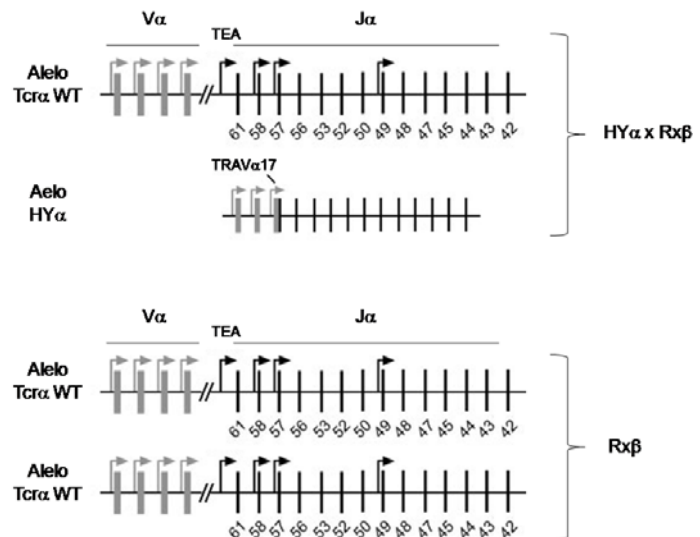 Vα TEA Jα
Alelo
Tcrα WT
61 58 57 56 53 52 50 49 48 47 45 44 43 42
HYα x Rxβ
TRAVα17
Aelo
HYα
Vα TEA Jα
Alelo
Tcrα WT
61 58 57 56 53 52 50 49 48 47 45 44 43 42
Rxβ
Alelo
Tcrα WT
61 58 57 56 53 52 50 49 48 47 45 44 43 42